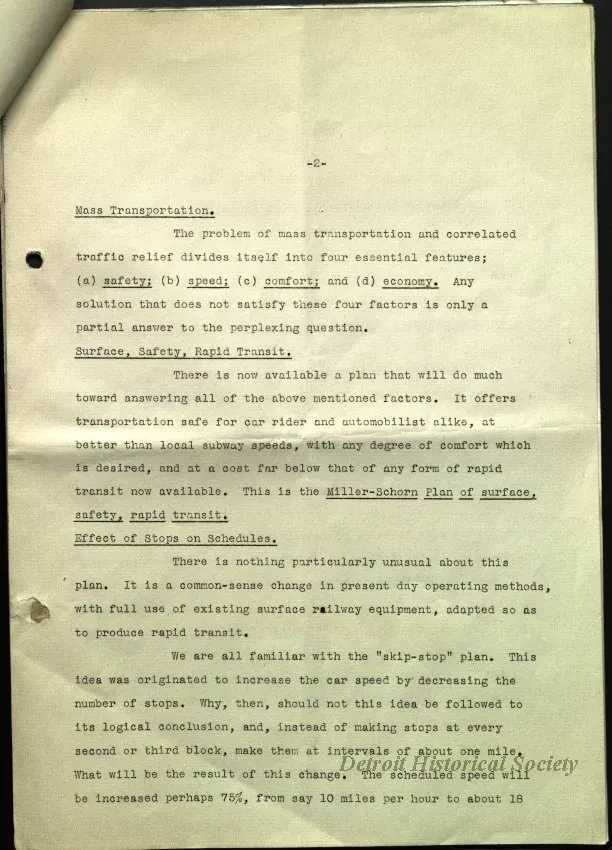 -2-
Mass Transportation.
The problem of mass transportation and correlated
traffic relief divides itself into four essential features;
(a) safety; (b) speed; (c) comfort; and (d) economy. Any
solution that does not satisfy these four factors is only a
partial answer to the perplexing question.
Surface, Safety, Rapid Transit.
There is now available a plan that will do much
toward answering all of the above mentioned factors. It offers
transportation safe for car rider and automobilist alike, at
better than local subway speeds, with any degree of comfort which
is desired, and at a cost far below that of any form of rapid
transit now available. This is the Miller-Schorn Plan of surface,
safety, rapid transit.
Effect of Stops on Schedules.
There is nothing particularly unusual about this
plan. It is a common-sense change in present day operating methods,
with full use of existing surface railway equipment, adapted so as
to produce rapid transit.
We are all familiar with the "skip-stop" plan. This
idea was originated to increase the car speed by decreasing the
number of stops. Why, then, should not this idea be followed to
its logical conclusion, and, instead of making stops at every
second or third block, make them at intervals of about one mile.
What will be the result of this change. The scheduled speed will
be increased perhaps 75%, from say 10 miles per hour to about 18
Detroit Historical Society